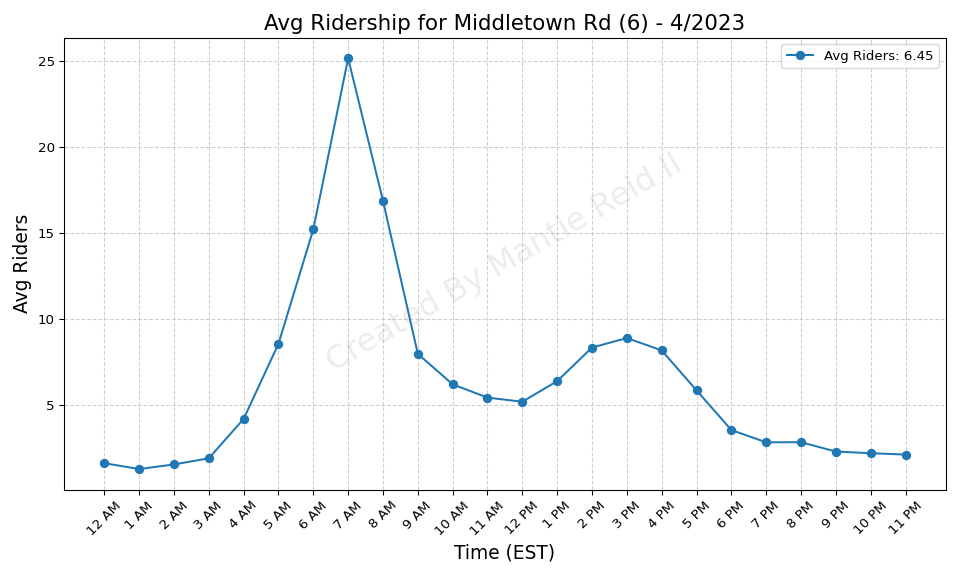 Avg Ridership for Middletown Rd (6) - 4/2023
Avg Riders: 6.45
25
20
15
10
5
Avg Riders
Created By Mantle Reid II
12 AM
1 AM
2 AM
3 AM
4 AM
5 AM
6 AM
7 AM
8 AM
9 AM
10 AM
11 AM
12 PM
1 PM
2 PM
3 PM
4 PM
5 PM
6 PM
7 PM
8 PM
9 PM
10 PM
11 PM
Time (EST)